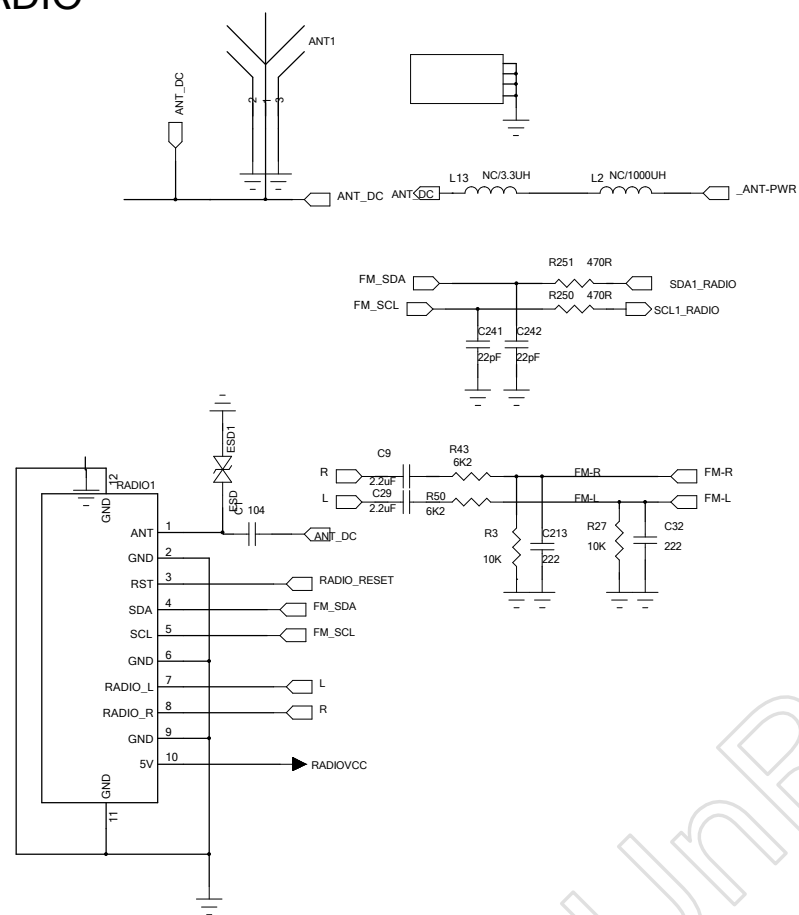 ADIO
ANT1
ANT_DC
2
1
3
ANT_DC
ANT_DC
L13 NC/3.3UH
L2 NC/1000UH
_ANT-PWR
R251 470R
FM_SDA
SDA1_RADIO
R250 470R
FM_SCL
SCL1_RADIO
C241
C242
22pF
22pF
ESD1
ESD
C9
R43
6K2
R
2.2uF
FM-R
FM-R
C29
R50
L
2.2uF
6K2
FM-L
FM-L
R3
10K
C213
222
R27
10K
C32
222
12
RADIO1
GND
C1
104
ANT 1
ANT_DC
GND 2
RST 3
RADIO_RESET
SDA 4
FM_SDA
SCL 5
FM_SCL
GND 6
RADIO_L 7
L
RADIO_R 8
R
GND 9
5V 10
RADIOVCC
GND
11